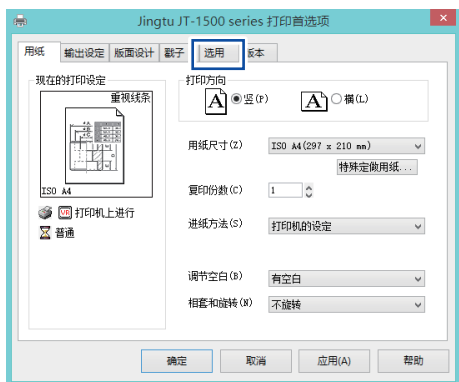 Jingtu JT-1500 series 打印首选项
用纸 输出设定 版面设计 戳子 选用 版本
现在的打印设定
重视线条
ISO A4
VR 打印机上进行
普通
打印方向
A 竖(P) A 横(L)
用纸尺寸(Z) ISO A4(297 x 210 mm)
特殊定做用纸...
复印份数(C) 1
进纸方法(S) 打印机的设定
调节空白(B) 有空白
相套和旋转(N) 不旋转
确定 取消 应用(A) 帮助